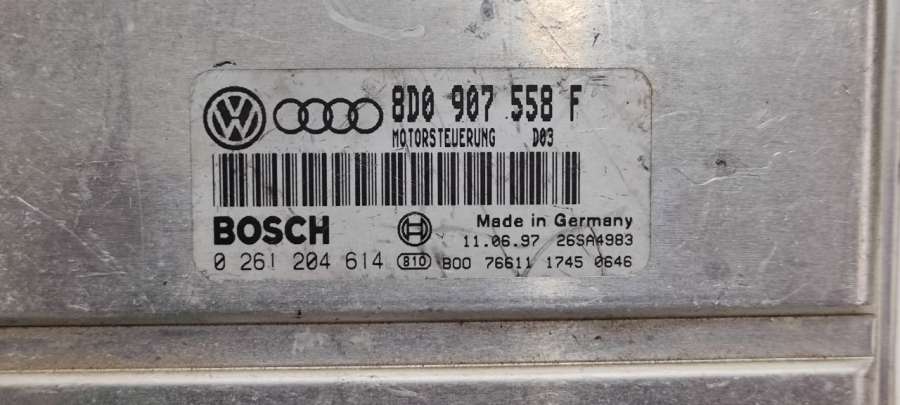 8D0 907 558 F
MOTORSTEUERUNG D03
BOSCH
Made in Germany
11.06.97 26SA4983
0 261 204 614 810 B00 76611 1745 0646